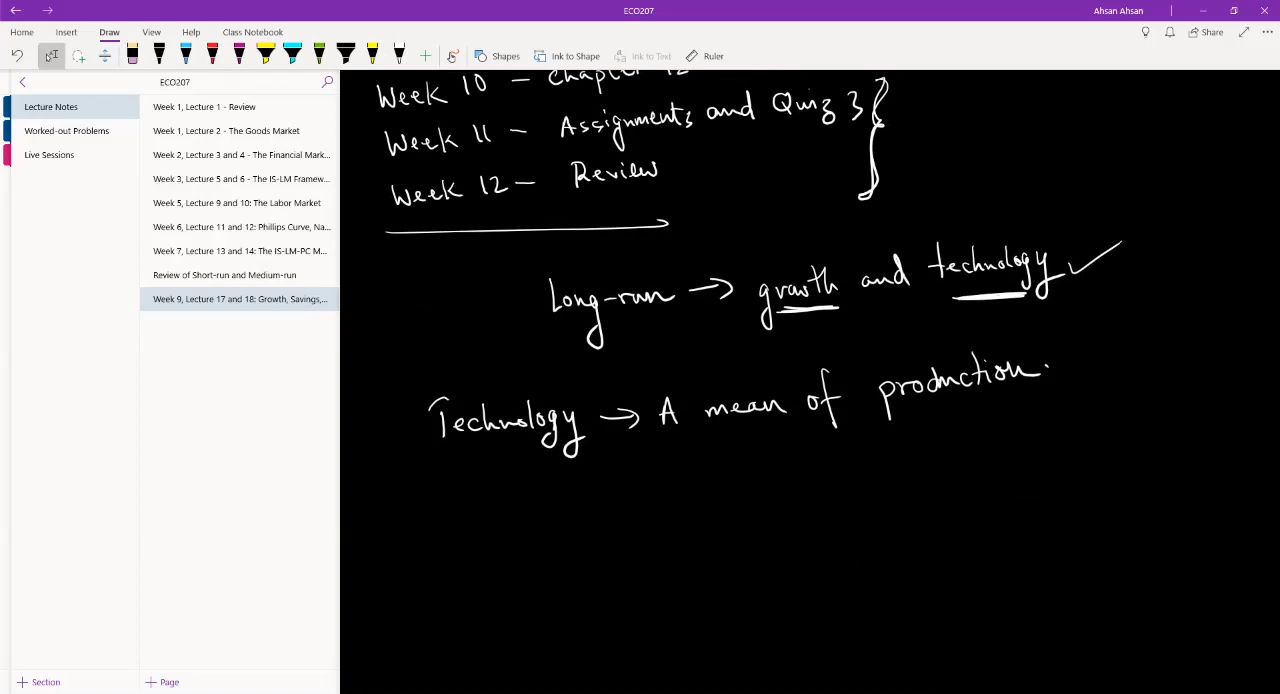 ECO207
Ahsan Ahsan
Home Insert Draw View Help Class Notebook
Shapes Ink to Shape Ink to Text Ruler Share
ECO207
Lecture Notes
Worked-out Problems
Live Sessions
Week 1, Lecture 1 - Review
Week 1, Lecture 2 - The Goods Market
Week 2, Lecture 3 and 4 - The Financial Mark...
Week 3, Lecture 5 and 6 - The IS-LM Framew...
Week 5, Lecture 9 and 10: The Labor Market
Week 6, Lecture 11 and 12: Phillips Curve, Na...
Week 7, Lecture 13 and 14: The IS-LM-PC M...
Review of Short-run and Medium-run
Week 9, Lecture 17 and 18: Growth, Savings,...
Section
Page
Week 10 - Chapter 12
Week 11 - Assignments and Quiz 3
Week 12 - Review
Long-run → growth and technology ✓
Technology → A mean of production.